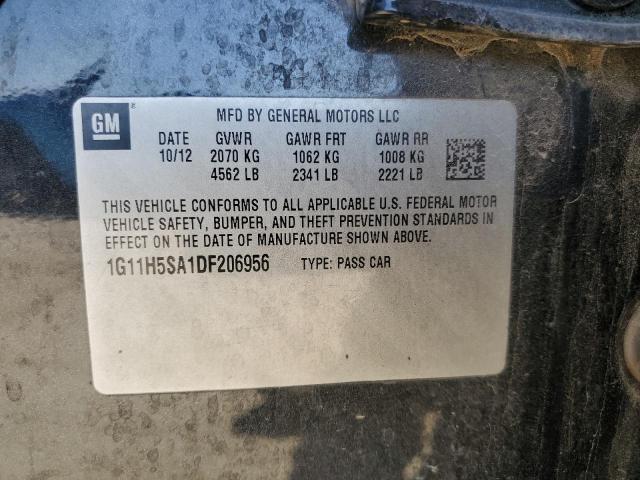 GM
MFD BY GENERAL MOTORS LLC
DATE GVWR GAWR FRT GAWR RR
10/12 2070 KG 1062 KG 1008 KG
4562 LB 2341 LB 2221 LB
THIS VEHICLE CONFORMS TO ALL APPLICABLE U.S. FEDERAL MOTOR
VEHICLE SAFETY, BUMPER, AND THEFT PREVENTION STANDARDS IN
EFFECT ON THE DATE OF MANUFACTURE SHOWN ABOVE.
1G11H5SA1DF206956 TYPE: PASS CAR